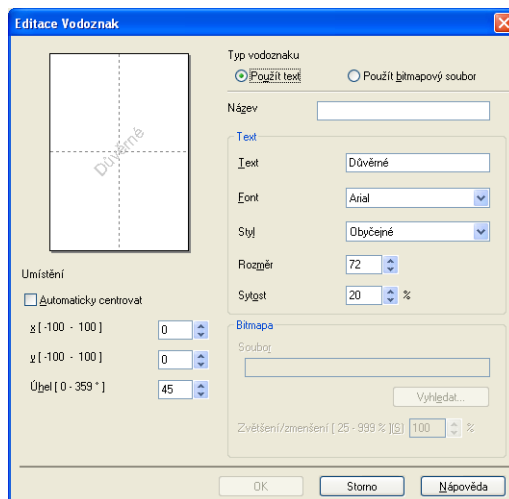 Editace Vodoznak
Důvěrné
Umístění
Automaticky centrovat
x [ -100 - 100 ] 0
y [ -100 - 100 ] 0
Úhel [ 0 - 359 ° ] 45
Typ vodoznaku
Použít text Použít bitmapový soubor
Název
Text
Text Důvěrné
Font Arial
Styl Obyčejné
Rozměr 72
Sytost 20 %
Bitmapa
Soubor
Vyhledat...
Zvětšení/zmenšení [ 25 - 999 % ](S) 100 %
OK Storno Nápověda